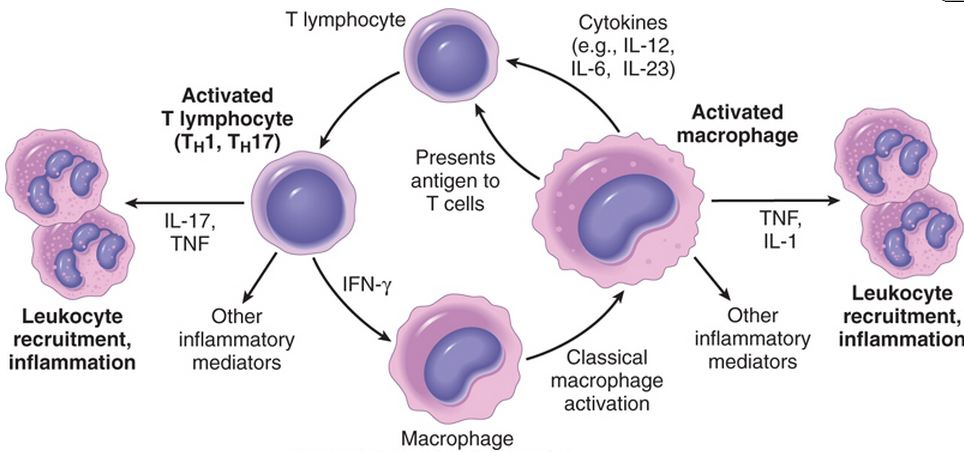 T lymphocyte
Cytokines
(e.g., IL-12,
IL-6, IL-23)
Activated
T lymphocyte
(TH1, TH17)
Activated
macrophage
Presents
antigen to
T cells
IL-17,
TNF
TNF,
IL-1
IFN-γ
Leukocyte
recruitment,
inflammation
Other
inflammatory
mediators
Classical
macrophage
activation
Other
inflammatory
mediators
Leukocyte
recruitment,
inflammation
Macrophage